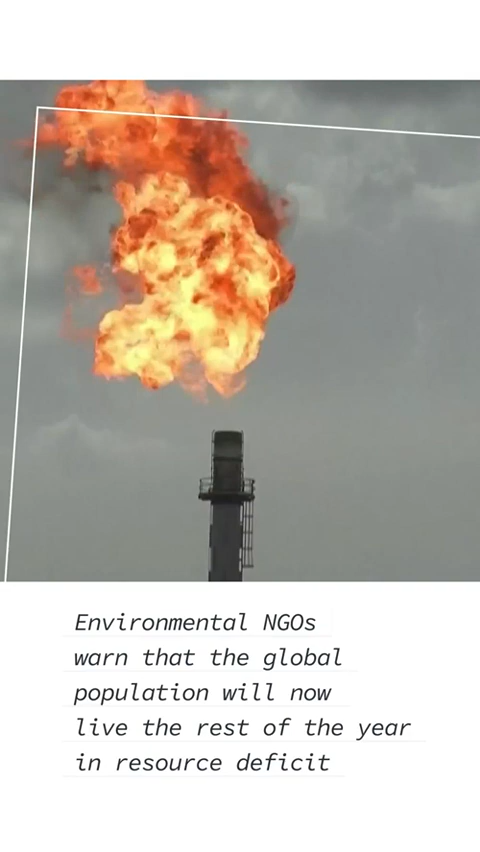 Environmental NGOs
warn that the global
population will now
live the rest of the year
in resource deficit